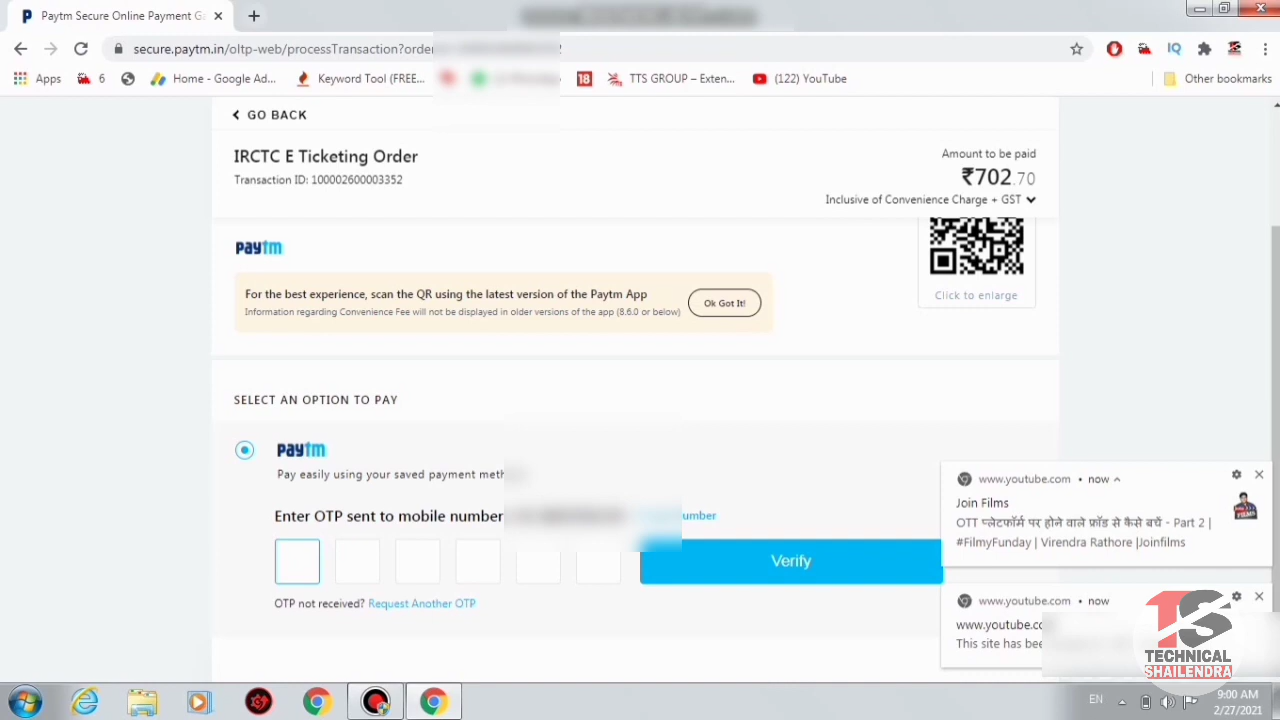 Paytm Secure Online Payment Ga
secure.paytm.in/oltp-web/processTransaction?order
Apps
6
Home - Google Ad...
Keyword Tool (FREE...
18
TTS GROUP – Exten...
(122) YouTube
Other bookmarks
IQ
GO BACK
IRCTC E Ticketing Order
Transaction ID: 100002600003352
Amount to be paid
₹702.70
Inclusive of Convenience Charge + GST
paytm
For the best experience, scan the QR using the latest version of the Paytm App
Information regarding Convenience Fee will not be displayed in older versions of the app (8.6.0 or below)
Ok Got It!
Click to enlarge
SELECT AN OPTION TO PAY
paytm
Pay easily using your saved payment
Enter OTP sent to mobile number
umber
Verify
OTP not received? Request Another OTP
www.youtube.com • now
Join Films
OTT प्लेटफॉर्म पर होने वाले फ्रॉड से कैसे बचें - Part 2 |
#FilmyFunday | Virendra Rathore |Joinfilms
www.youtube.com • now
www.youtube.c
This site has bee
TECHNICAL
SHAILENDRA
EN
9:00 AM
2/27/2021